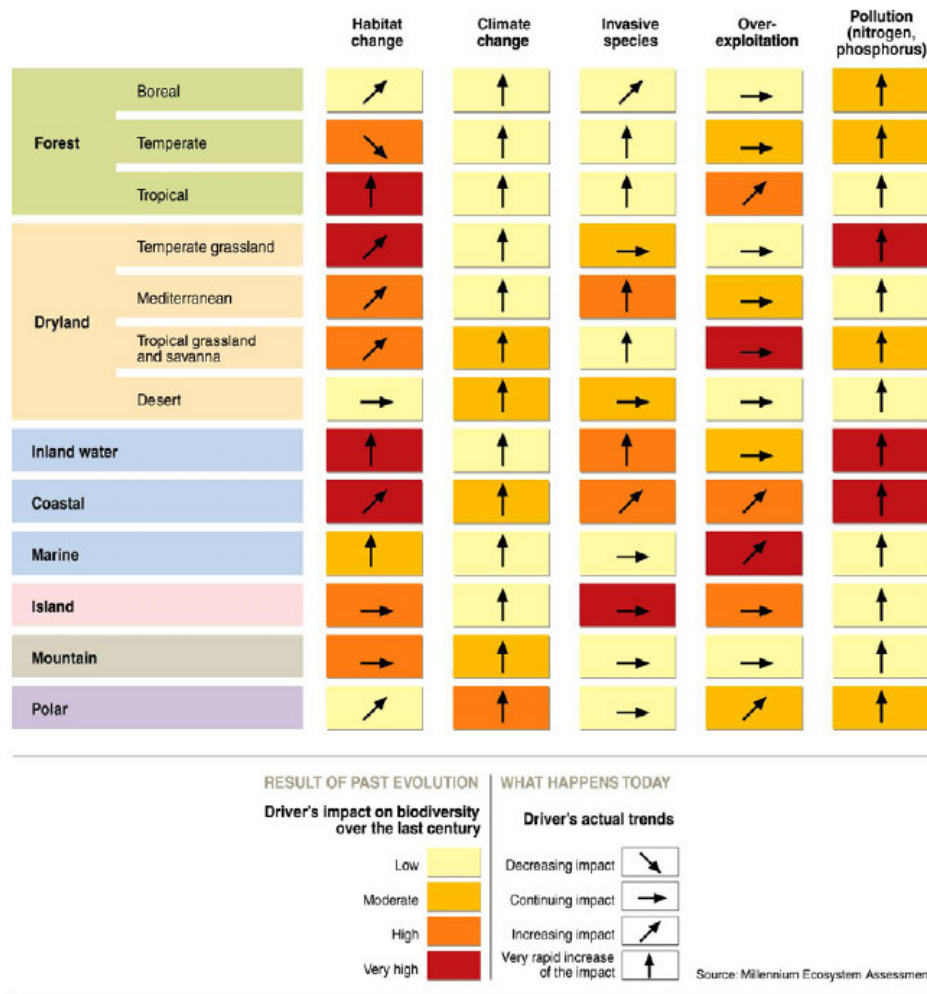 Habitat
change
Climate
change
Invasive
species
Over-
exploitation
Pollution
(nitrogen,
phosphorus)
Forest
Boreal
Temperate
Tropical
Dryland
Temperate grassland
Mediterranean
Tropical grassland
and savanna
Desert
Inland water
Coastal
Marine
Island
Mountain
Polar
RESULT OF PAST EVOLUTION
Driver's impact on biodiversity
over the last century
Low
Moderate
High
Very high
WHAT HAPPENS TODAY
Driver's actual trends
Decreasing impact
Continuing impact
Increasing impact
Very rapid increase
of the impact
Source: Millennium Ecosystem Assessmen